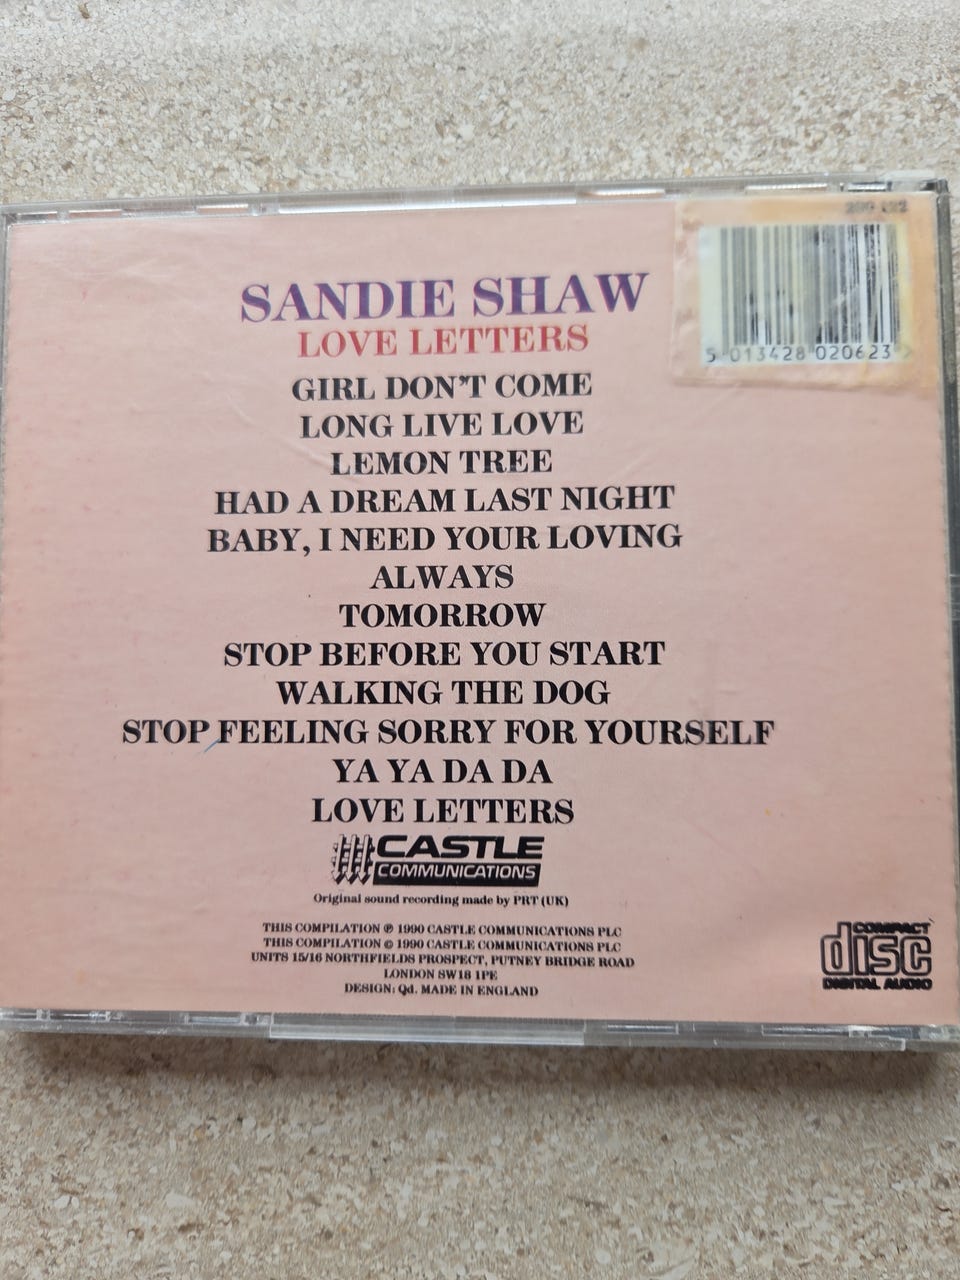 SANDIE SHAW
LOVE LETTERS
5 013428 020623 >
GIRL DON'T COME
LONG LIVE LOVE
LEMON TREE
HAD A DREAM LAST NIGHT
BABY, I NEED YOUR LOVING
ALWAYS
TOMORROW
STOP BEFORE YOU START
WALKING THE DOG
STOP FEELING SORRY FOR YOURSELF
YA YA DA DA
LOVE LETTERS
CASTLE
COMMUNICATIONS
Original sound recording made by PRT (UK)
THIS COMPILATION ℗ 1990 CASTLE COMMUNICATIONS PLC
THIS COMPILATION © 1990 CASTLE COMMUNICATIONS PLC
UNITS 15/16 NORTHFIELDS PROSPECT, PUTNEY BRIDGE ROAD
LONDON SW18 1PE
DESIGN: Qd. MADE IN ENGLAND
COMPACT
disc
DIGITAL AUDIO